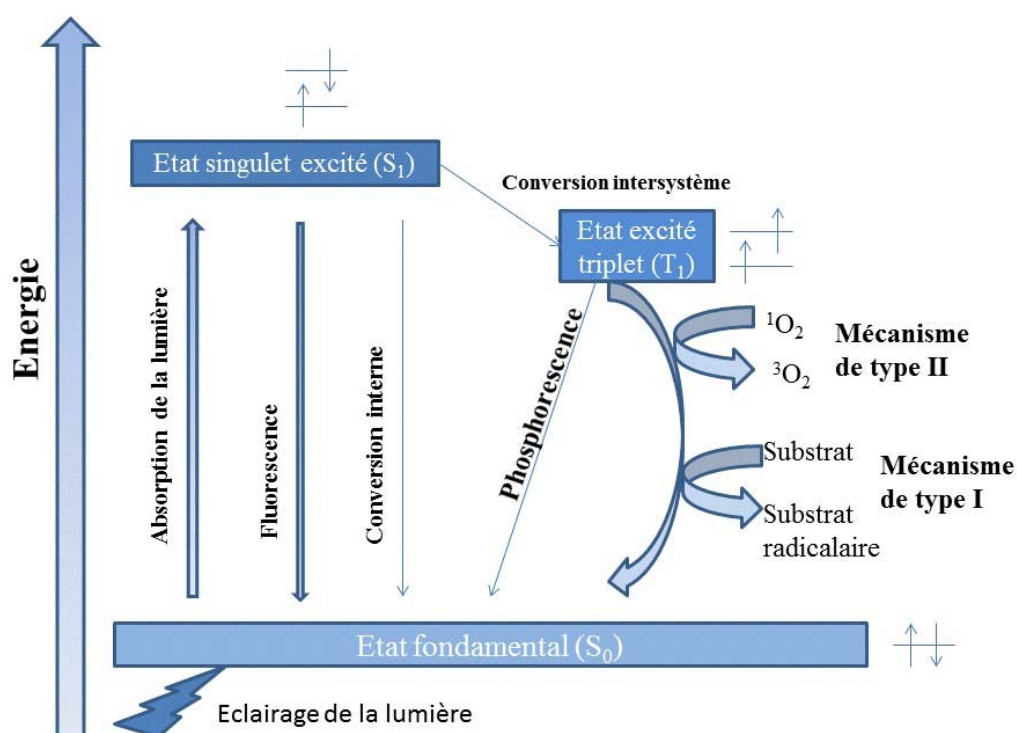 Energie
Etat singulet excité (S₁)
Conversion intersystème
Etat excité
triplet (T₁)
Absorption de la lumière
Fluorescence
Conversion interne
Phosphorescence
¹O₂
³O₂
Mécanisme
de type II
Substrat
Substrat
radicalaire
Mécanisme
de type I
Etat fondamental (S₀)
Eclairage de la lumière